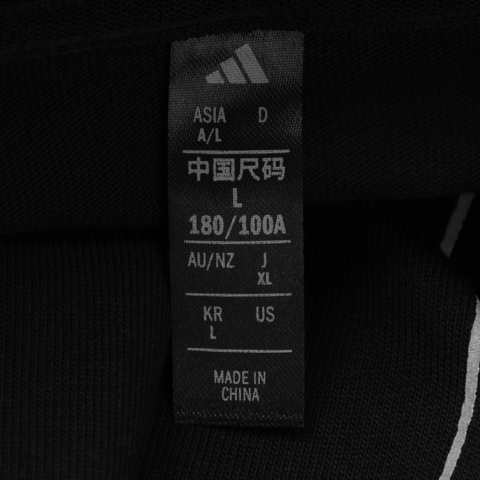 ASIA D
A/L
中国尺码
L
180/100A
AU/NZ J
XL
KR US
L
MADE IN
CHINA